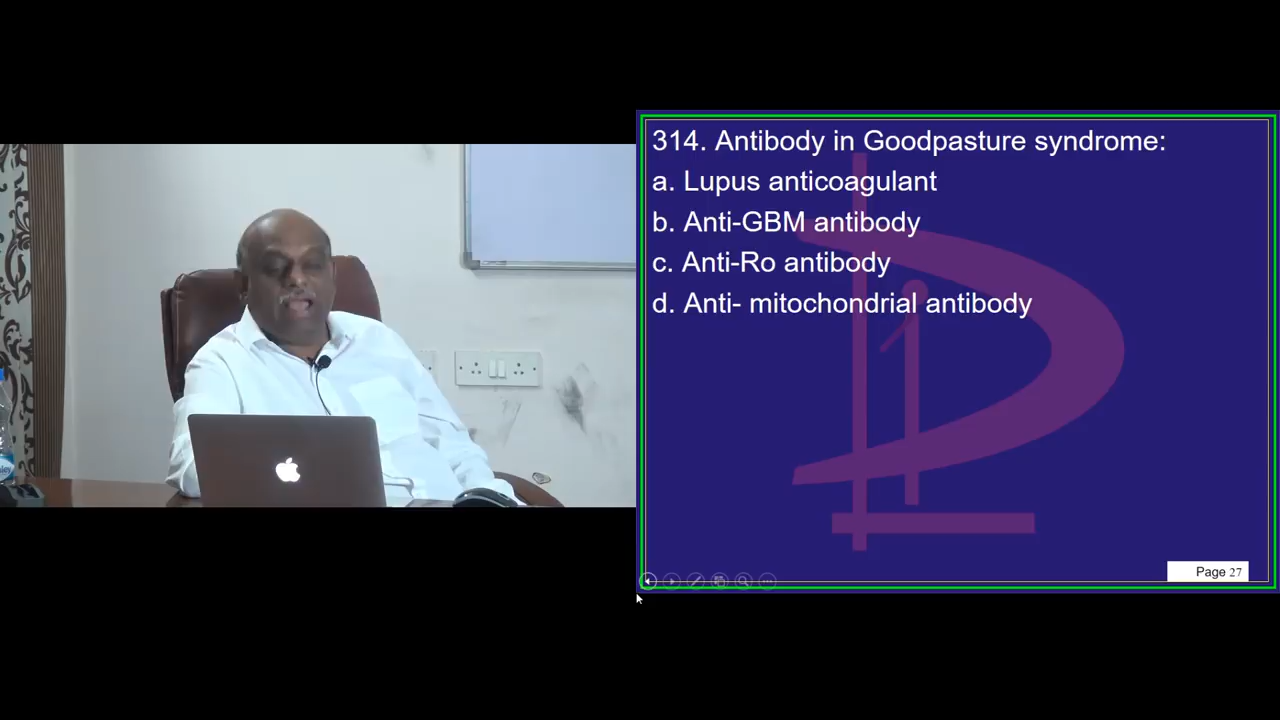 314. Antibody in Goodpasture syndrome:
a. Lupus anticoagulant
b. Anti-GBM antibody
c. Anti-Ro antibody
d. Anti- mitochondrial antibody
Page 27